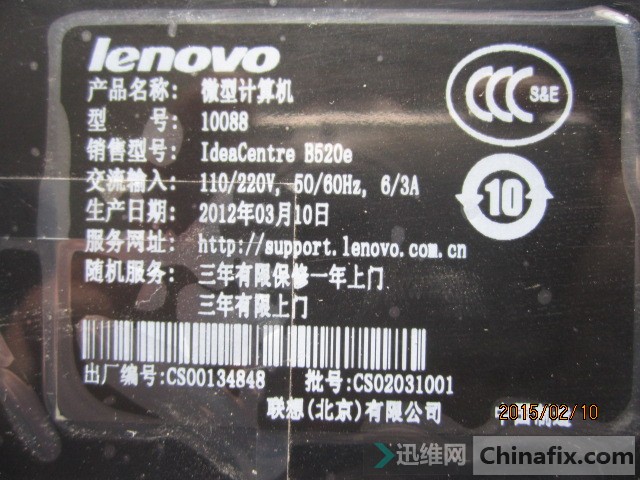 lenovo
产品名称: 微型计算机
型 号: 10088
销售型号: IdeaCentre B520e
交流输入: 110/220V, 50/60Hz, 6/3A
生产日期: 2012年03月10日
服务网址: http://support.lenovo.com.cn
随机服务: 三年有限保修一年上门
三年有限上门
CCC S&E
10
出厂编号:CS00134848 批号:CS02031001
联想(北京)有限公司
2015/02/10
迅维网 Chinafix.com